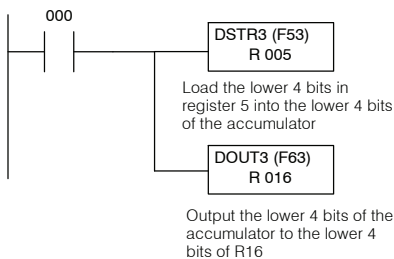 000
DSTR3 (F53)
R 005
Load the lower 4 bits in
register 5 into the lower 4 bits
of the accumulator
DOUT3 (F63)
R 016
Output the lower 4 bits of the
accumulator to the lower 4
bits of R16